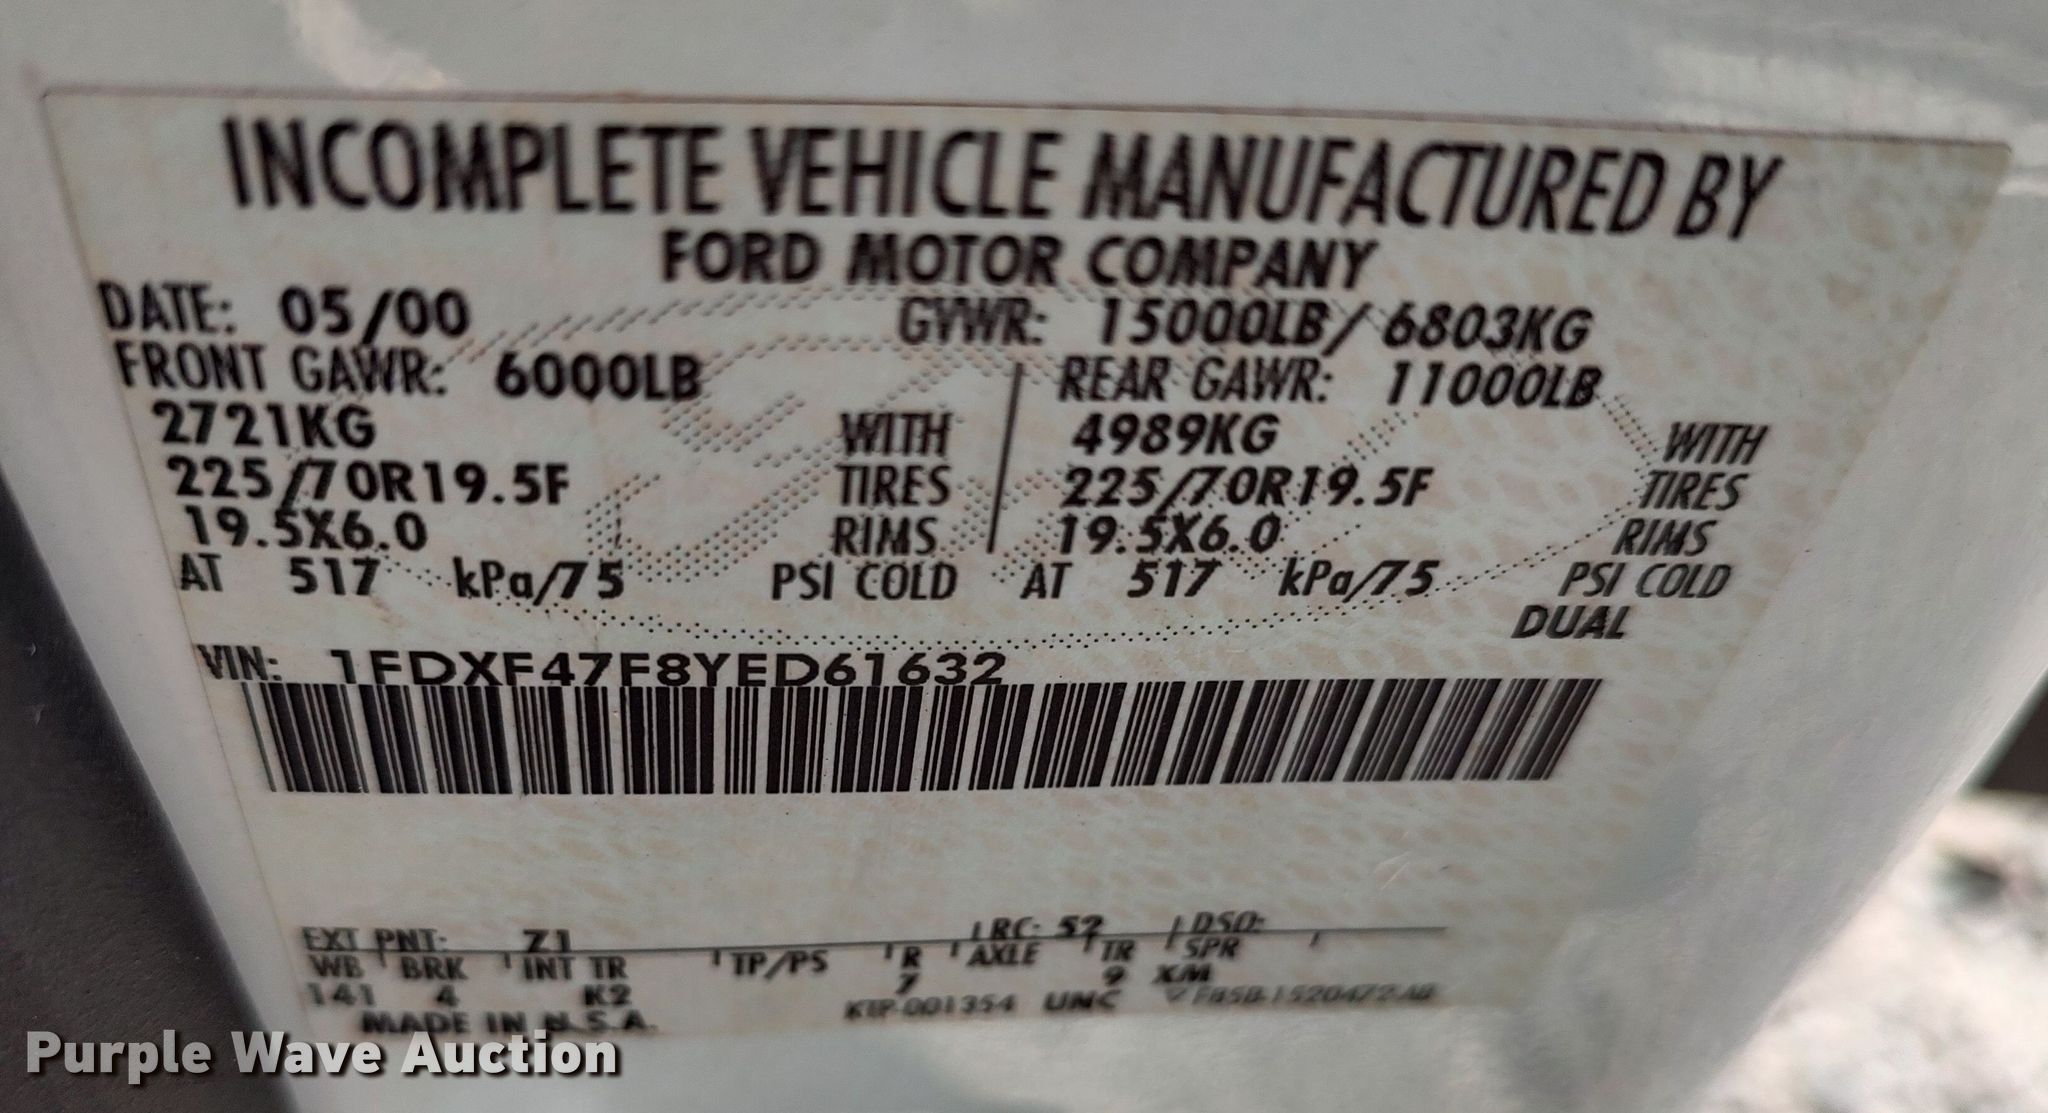 INCOMPLETE VEHICLE MANUFACTURED BY
FORD MOTOR COMPANY
DATE: 05/00 GVWR: 15000LB/ 6803KG
FRONT GAWR: 6000LB REAR GAWR: 11000LB
2721KG WITH 4989KG WITH
225/70R19.5F TIRES 225/70R19.5F TIRES
19.5X6.0 RIMS 19.5X6.0 RIMS
AT 517 kPa/75 PSI COLD AT 517 kPa/75 PSI COLD
DUAL
VIN: 1FDXF47F8YED61632
EXT PNT: Z1 RC: 52 DSO:
WB BRK INT TR TP/PS R AXLE TR SPR
141 4 K2 7 9 XM
MADE IN U.S.A. KTP-001354 UNC
Purple Wave Auction